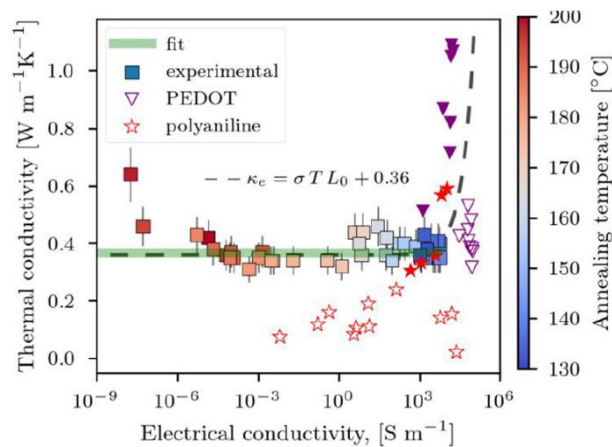 Thermal conductivity [W m⁻¹K⁻¹]
1.0
0.8
0.6
0.4
0.2
0.0
fit
experimental
PEDOT
polyaniline
− − κₑ = σ T L₀ + 0.36
10⁻⁹ 10⁻⁶ 10⁻³ 10⁰ 10³ 10⁶
Electrical conductivity, [S m⁻¹]
200
190
180
170
160
150
140
130
Annealing temperature [°C]